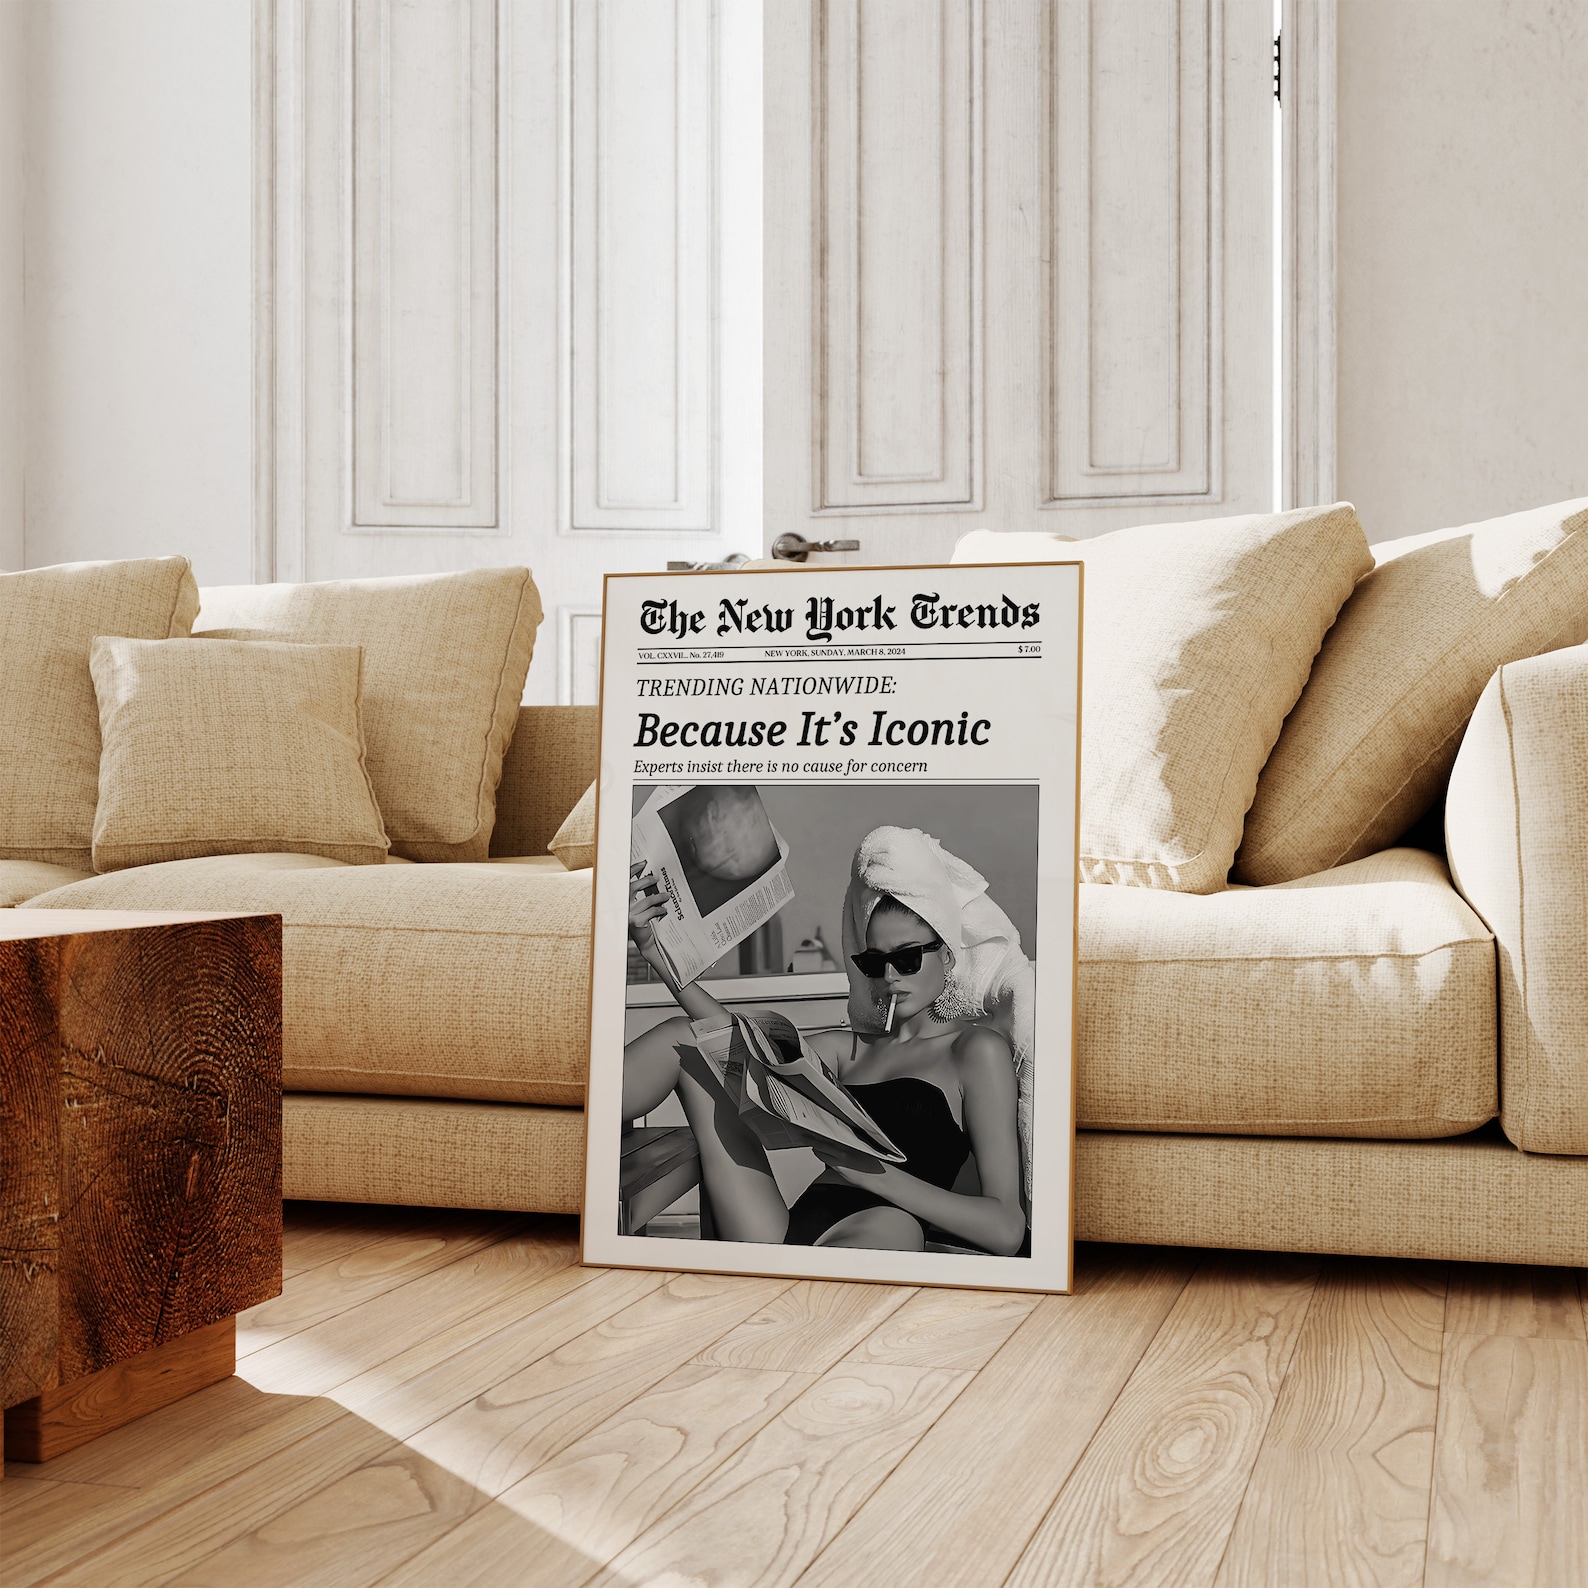 The New York Trends
VOL. CXXVII... No. 27,419 NEW YORK, SUNDAY, MARCH 8, 2024 $ 7.00
TRENDING NATIONWIDE:
Because It’s Iconic
Experts insist there is no cause for concern
ScienceTimes